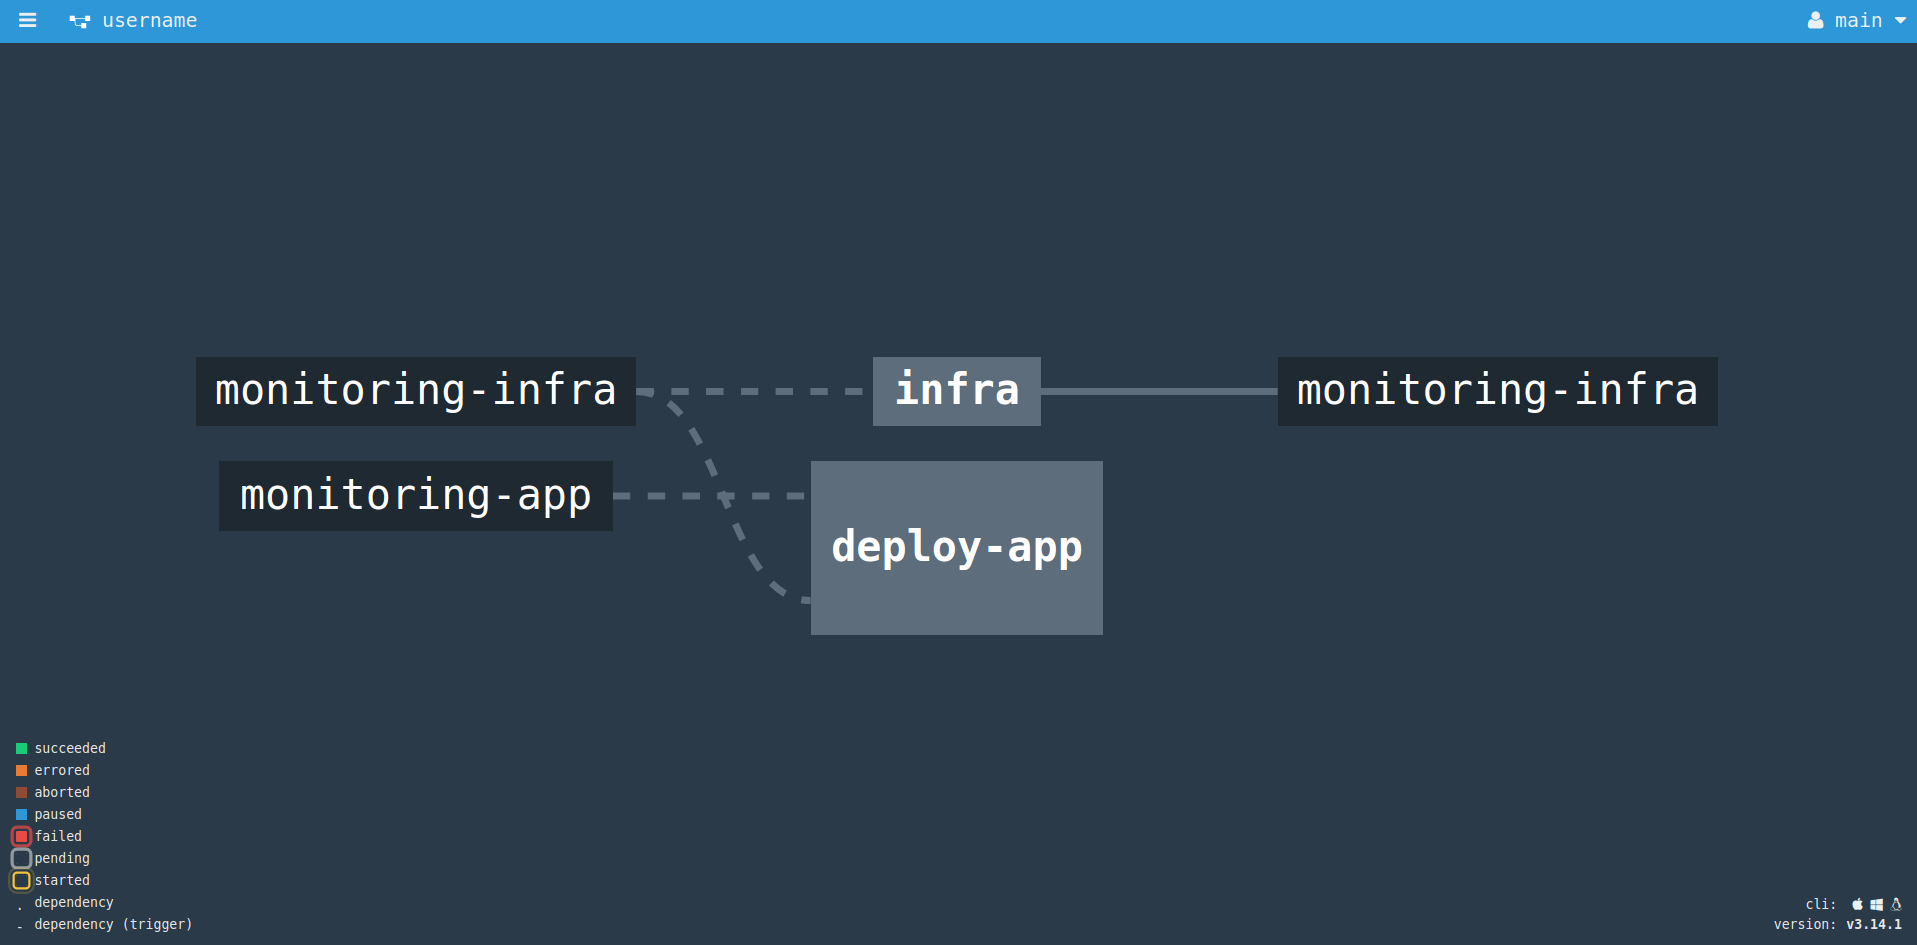 username
main
monitoring-infra
infra
monitoring-infra
monitoring-app
deploy-app
succeeded
errored
aborted
paused
failed
pending
started
dependency
dependency (trigger)
cli:
version: v3.14.1